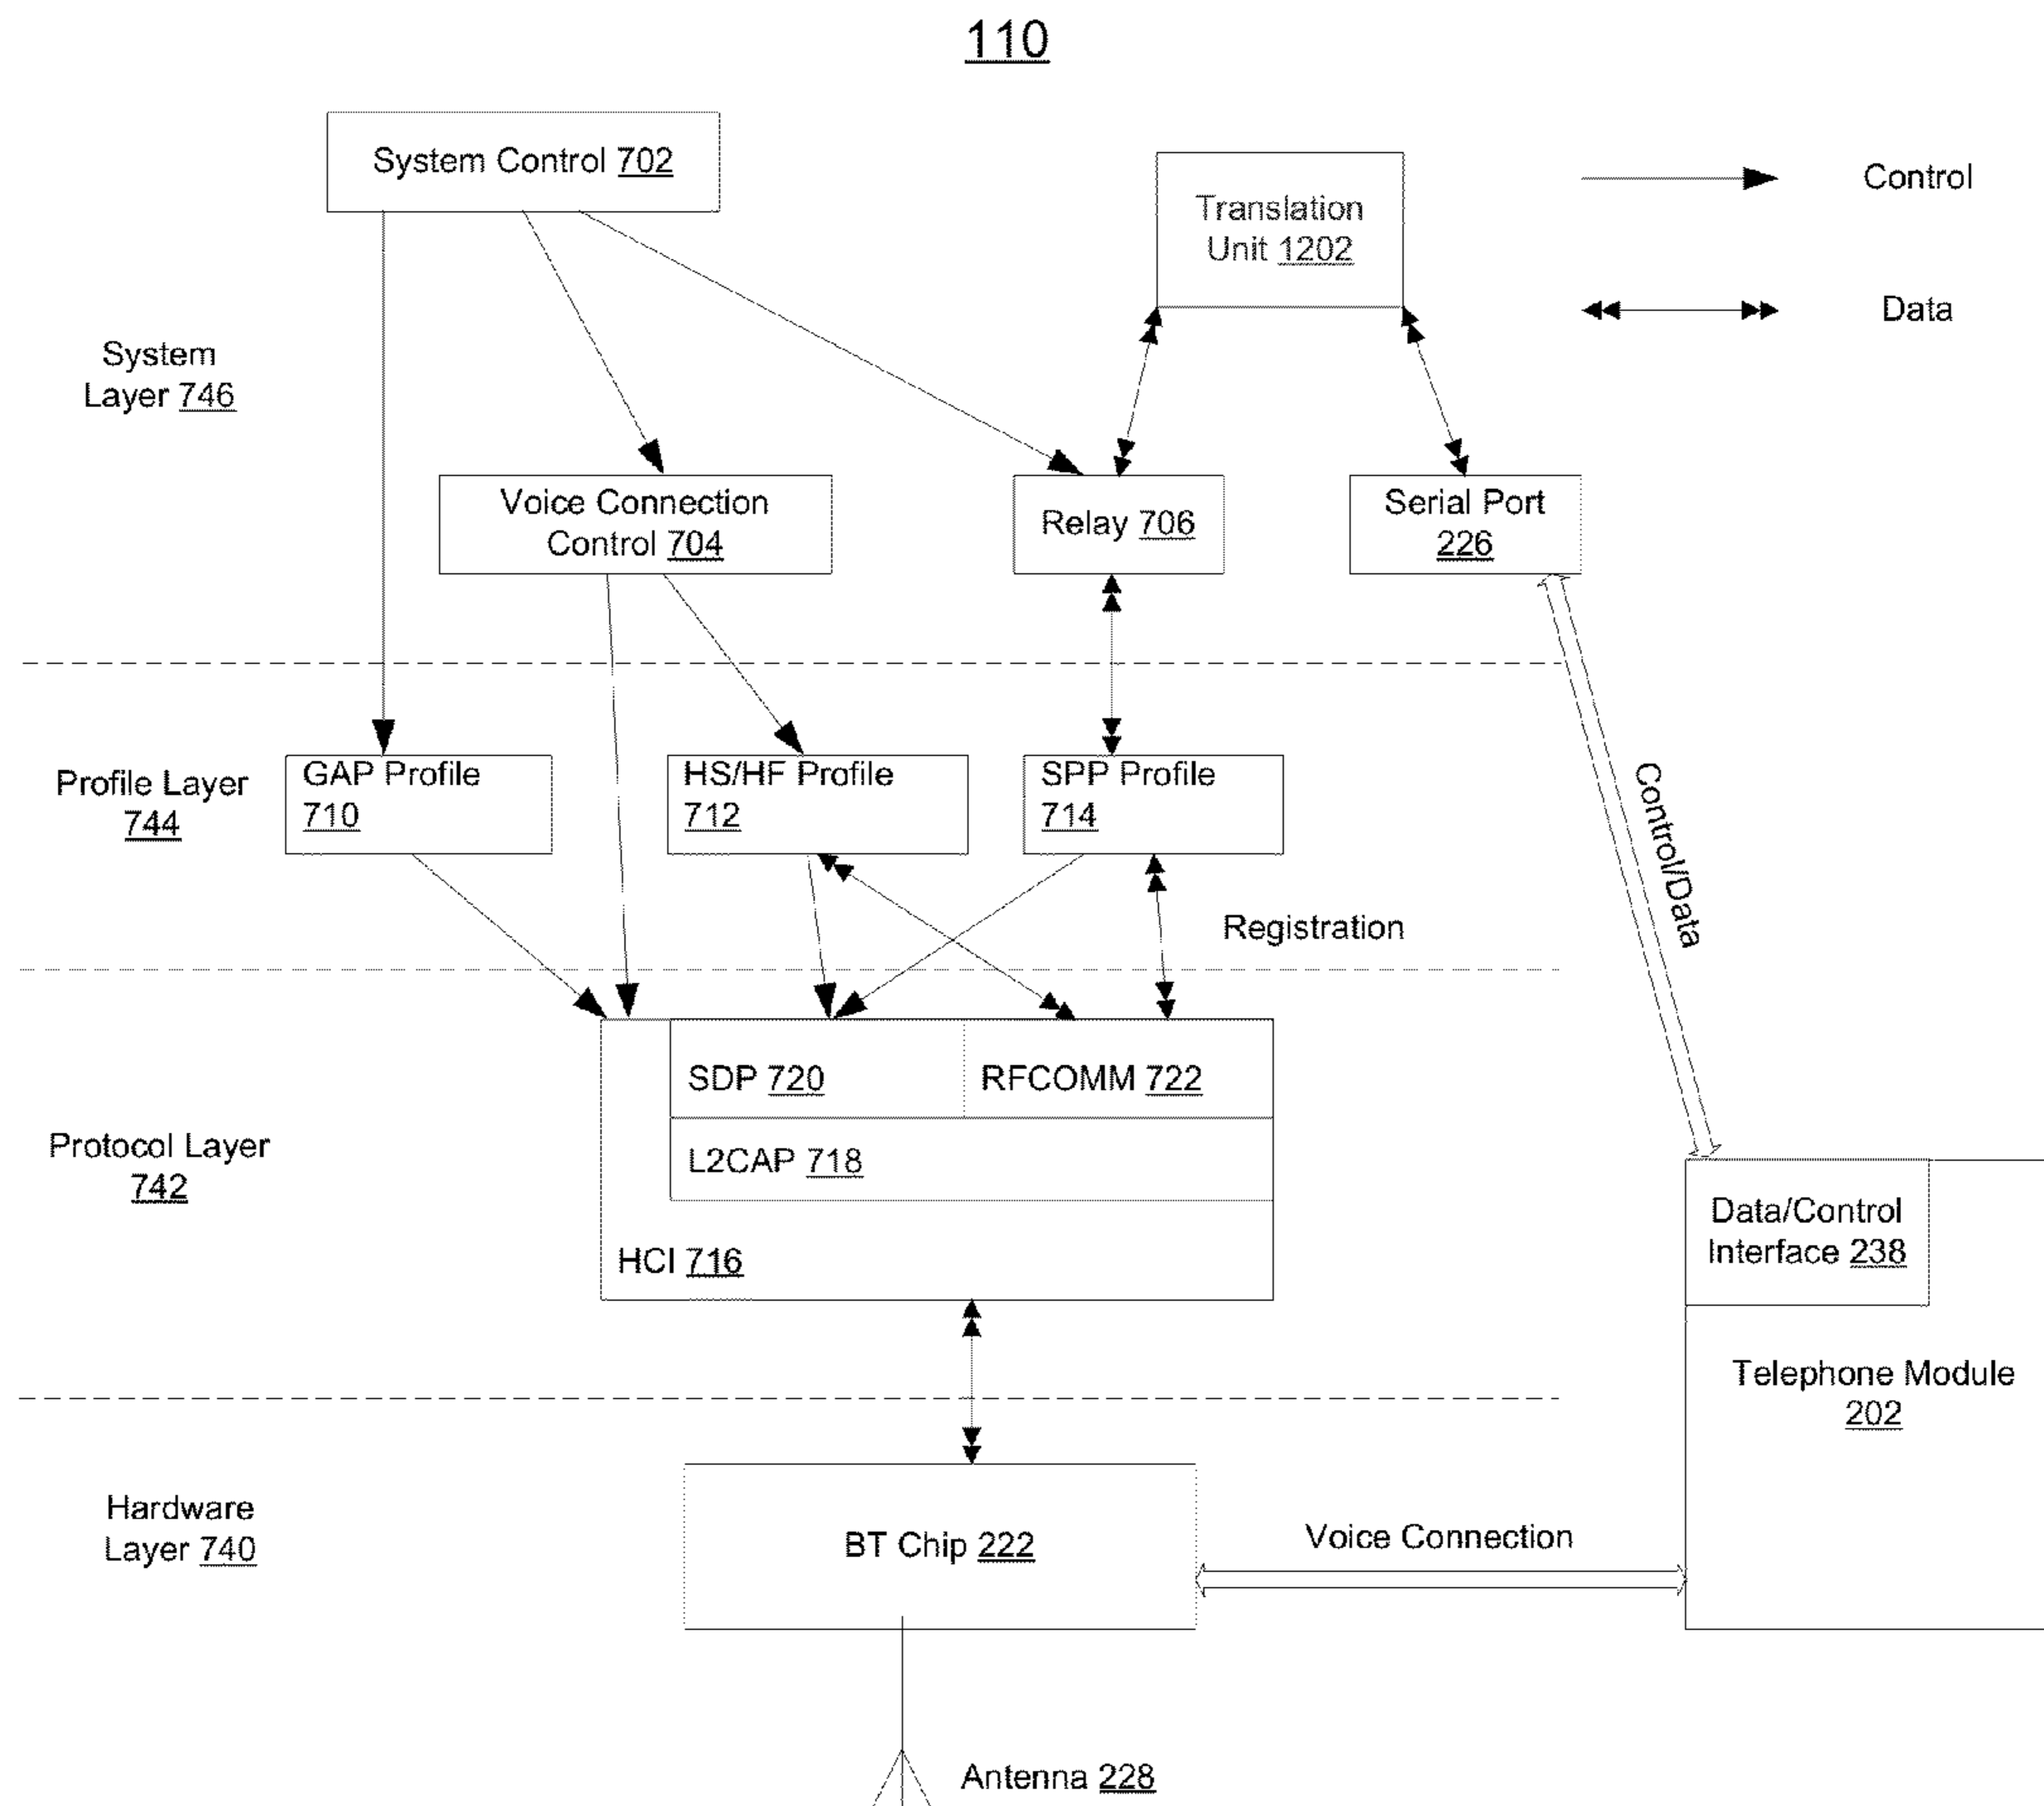 110
System Control 702
Translation
Unit 1202
Control
Data
System
Layer 746
Voice Connection
Control 704
Relay 706
Serial Port
226
Profile Layer
744
GAP Profile
710
HS/HF Profile
712
SPP Profile
714
Control/Data
Registration
SDP 720
RFCOMM 722
L2CAP 718
HCI 716
Protocol Layer
742
Data/Control
Interface 238
Telephone Module
202
Hardware
Layer 740
BT Chip 222
Voice Connection
Antenna 228